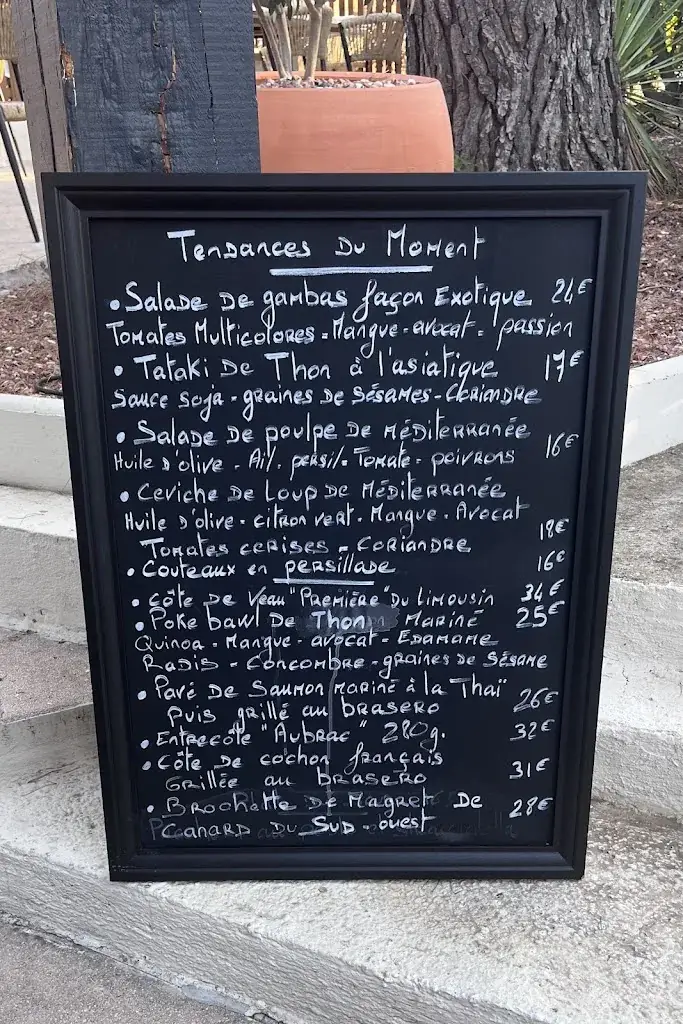 Tendances Du Moment
• Salade de gambas façon Exotique 24€
Tomates Multicolores - Mangue - avocat - passion
• Tataki de Thon à l'asiatique 17€
Sauce soja - graines de sésames - Coriandre
• Salade de poulpe de Méditerranée
Huile d'olive - Ail - persil - Tomate - poivrons 16€
• Ceviche de Loup de Méditerranée
Huile d'olive - citron vert - Mangue - Avocat
Tomates cerises - Coriandre 18€
• Couteaux en persillade 16€
• Côte de Veau "Première" du Limousin 34€
• Poke bawl de Thon Mariné 25€
Quinoa - Mangue - avocat - Edamame
Radis - Concombre - graines de sésame
• Pavé de Saumon mariné à la Thaï
puis grillé au brasero 26€
• Entrecôte "Aubrac" 280g. 32€
• Côte de cochon français
Grillée au brasero 31€
• Brochette de Magret de 28€
canard du Sud-ouest